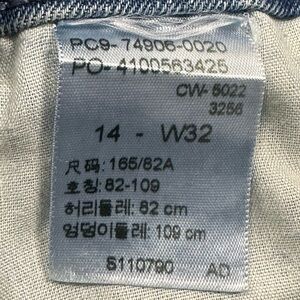 PC9-74906-0020
PO-4100563425
CW-5022
3256
14 - W32
尺码: 165/82A
호칭: 82-109
허리둘레: 82 cm
엉덩이둘레: 109 cm
S110790 AD